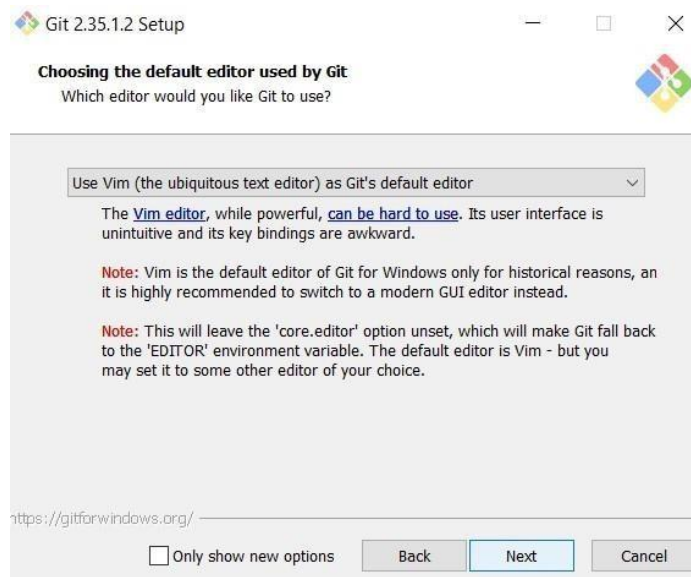 Git 2.35.1.2 Setup
Choosing the default editor used by Git
Which editor would you like Git to use?
Use Vim (the ubiquitous text editor) as Git's default editor
The Vim editor, while powerful, can be hard to use. Its user interface is
unintuitive and its key bindings are awkward.
Note: Vim is the default editor of Git for Windows only for historical reasons, an
it is highly recommended to switch to a modern GUI editor instead.
Note: This will leave the 'core.editor' option unset, which will make Git fall back
to the 'EDITOR' environment variable. The default editor is Vim - but you
may set it to some other editor of your choice.
https://gitforwindows.org/
Only show new options
Back
Next
Cancel